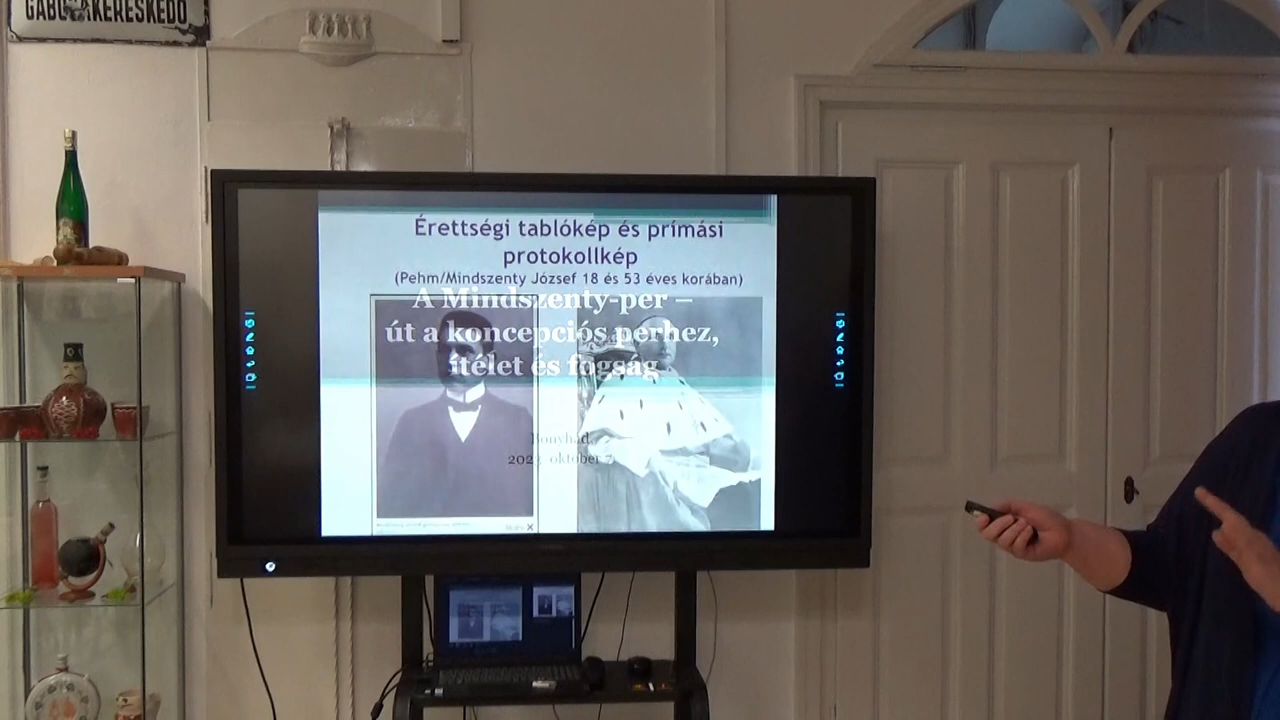 GABONAKERESKEDŐ
Érettségi tablókép és prímási
protokollkép
(Pehm/Mindszenty József 18 és 53 éves korában)
A Mindszenty-per –
út a koncepciós perhez,
ítélet és fogság
Bonyhád,
október